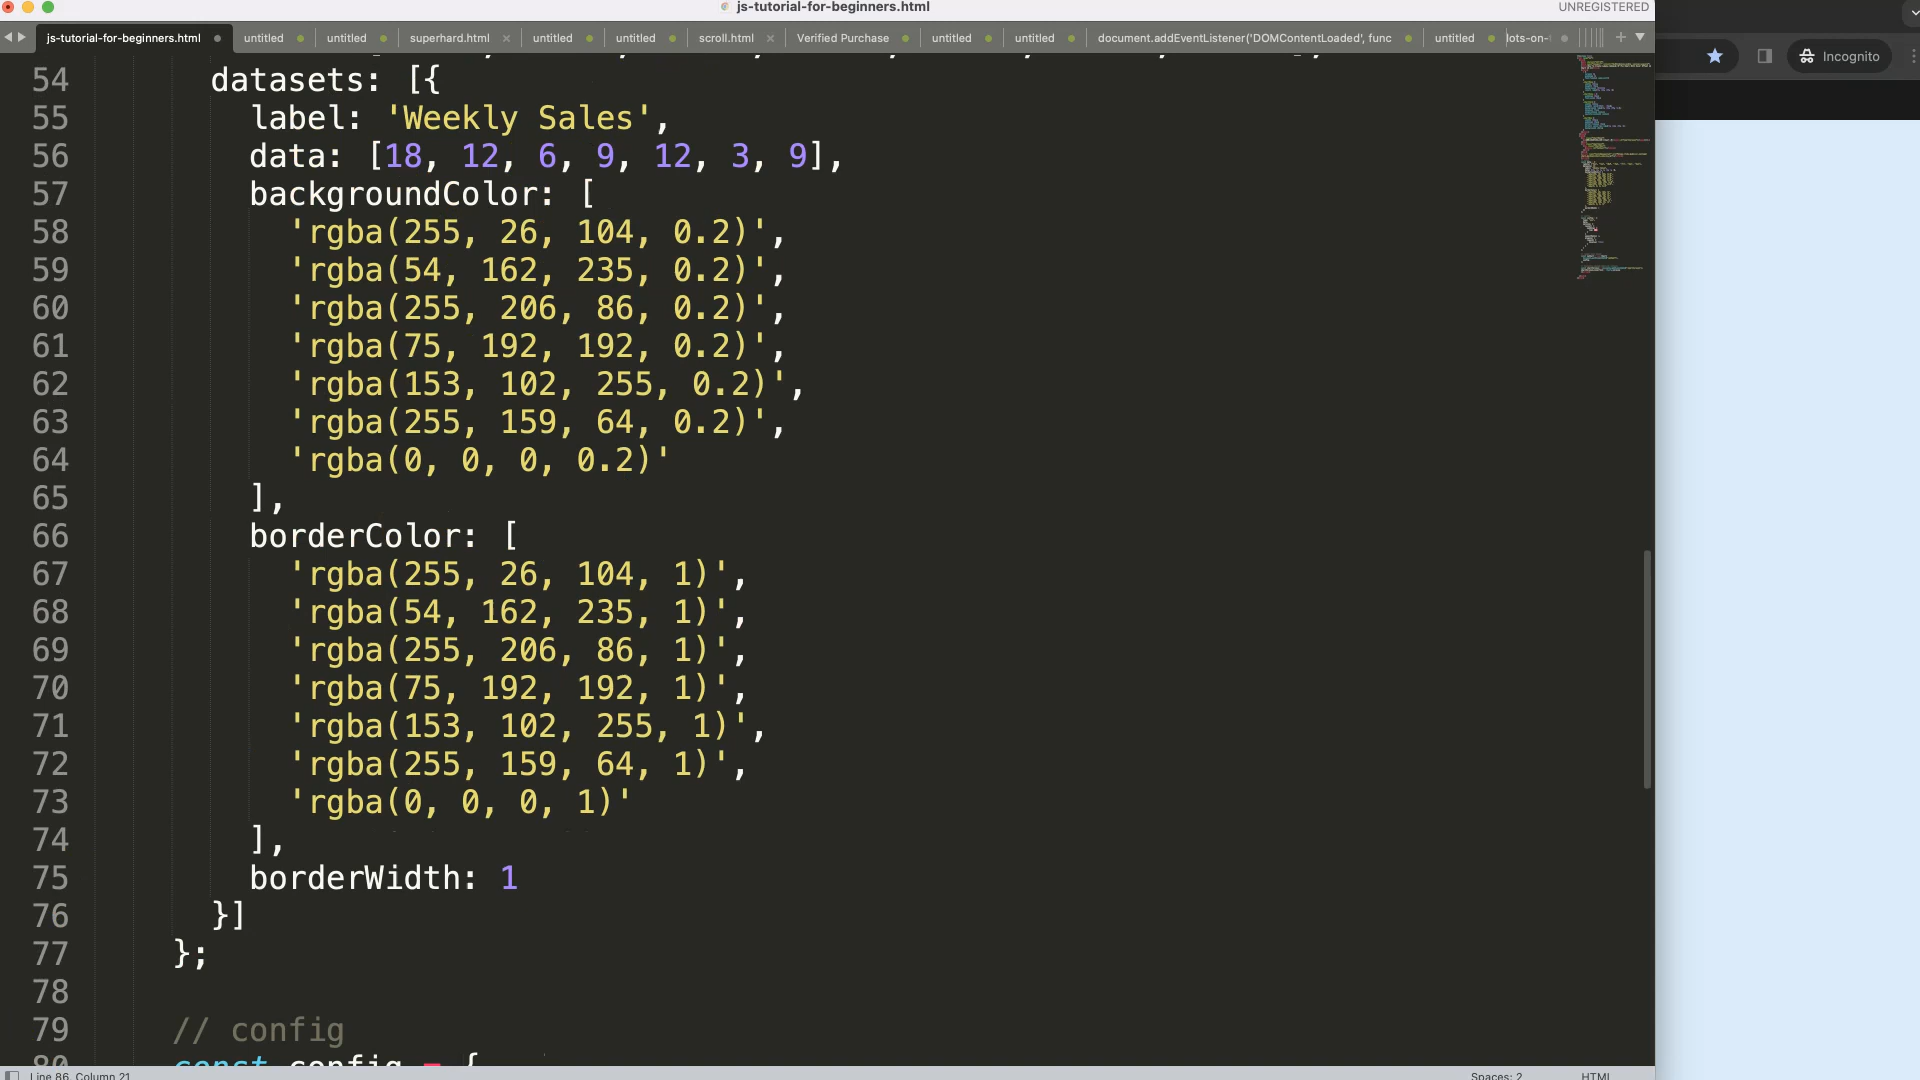 js-tutorial-for-beginners.html
UNREGISTERED
js-tutorial-for-beginners.html untitled untitled superhard.html untitled untitled scroll.html Verified Purchase untitled untitled document.addEventListener('DOMContentLoaded', func untitled lots-on-
Incognito
54 datasets: [{
55 label: 'Weekly Sales',
56 data: [18, 12, 6, 9, 12, 3, 9],
57 backgroundColor: [
58 'rgba(255, 26, 104, 0.2)',
59 'rgba(54, 162, 235, 0.2)',
60 'rgba(255, 206, 86, 0.2)',
61 'rgba(75, 192, 192, 0.2)',
62 'rgba(153, 102, 255, 0.2)',
63 'rgba(255, 159, 64, 0.2)',
64 'rgba(0, 0, 0, 0.2)'
65 ],
66 borderColor: [
67 'rgba(255, 26, 104, 1)',
68 'rgba(54, 162, 235, 1)',
69 'rgba(255, 206, 86, 1)',
70 'rgba(75, 192, 192, 1)',
71 'rgba(153, 102, 255, 1)',
72 'rgba(255, 159, 64, 1)',
73 'rgba(0, 0, 0, 1)'
74 ],
75 borderWidth: 1
76 }]
77 };
78
79 // config
80 const config = {
Line 86, Column 21
Spaces: 2
HTML